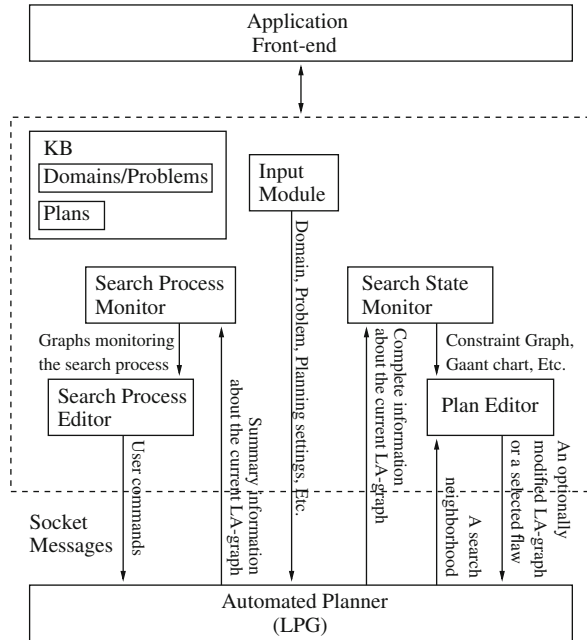 Application
Front-end
KB
Domains/Problems
Plans
Input
Module
Search Process
Monitor
Search State
Monitor
Domain, Problem, Planning settings, Etc.
Graphs monitoring
the search process
Summary information
about the current LA-graph
Complete information
about the current LA-graph
Constraint Graph,
Gaant chart, Etc.
Search Process
Editor
Plan Editor
User commands
A search
neighborhood
An optionally
modified LA-graph
or a selected flaw
Socket
Messages
Automated Planner
(LPG)